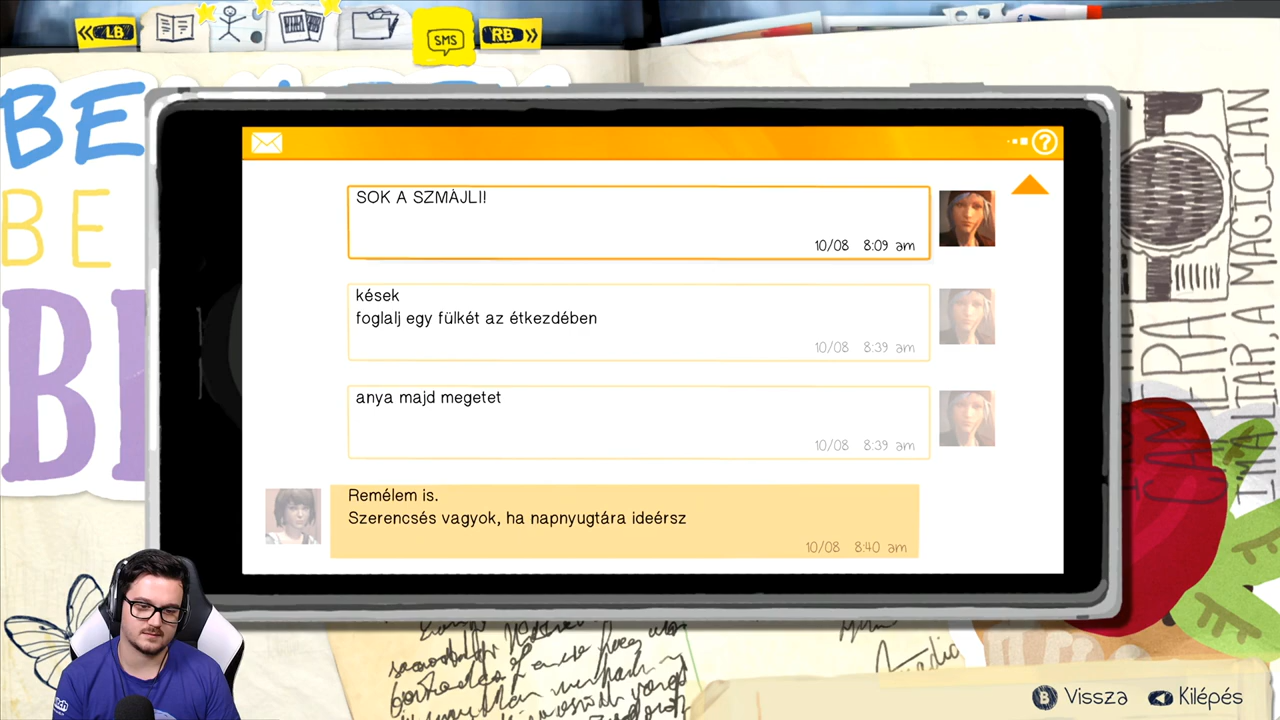 LB
SMS
RB
BE
BE
SOK A SZMÀJLI!
10/08 8:09 am
kések
foglalj egy fülkét az étkezdében
10/08 8:39 am
anya majd megetet
10/08 8:39 am
Remélem is.
Szerencsés vagyok, ha napnyugtára ideérsz
10/08 8:40 am
?
CAMERA
MAGICIAN
B Vissza
Kilépés